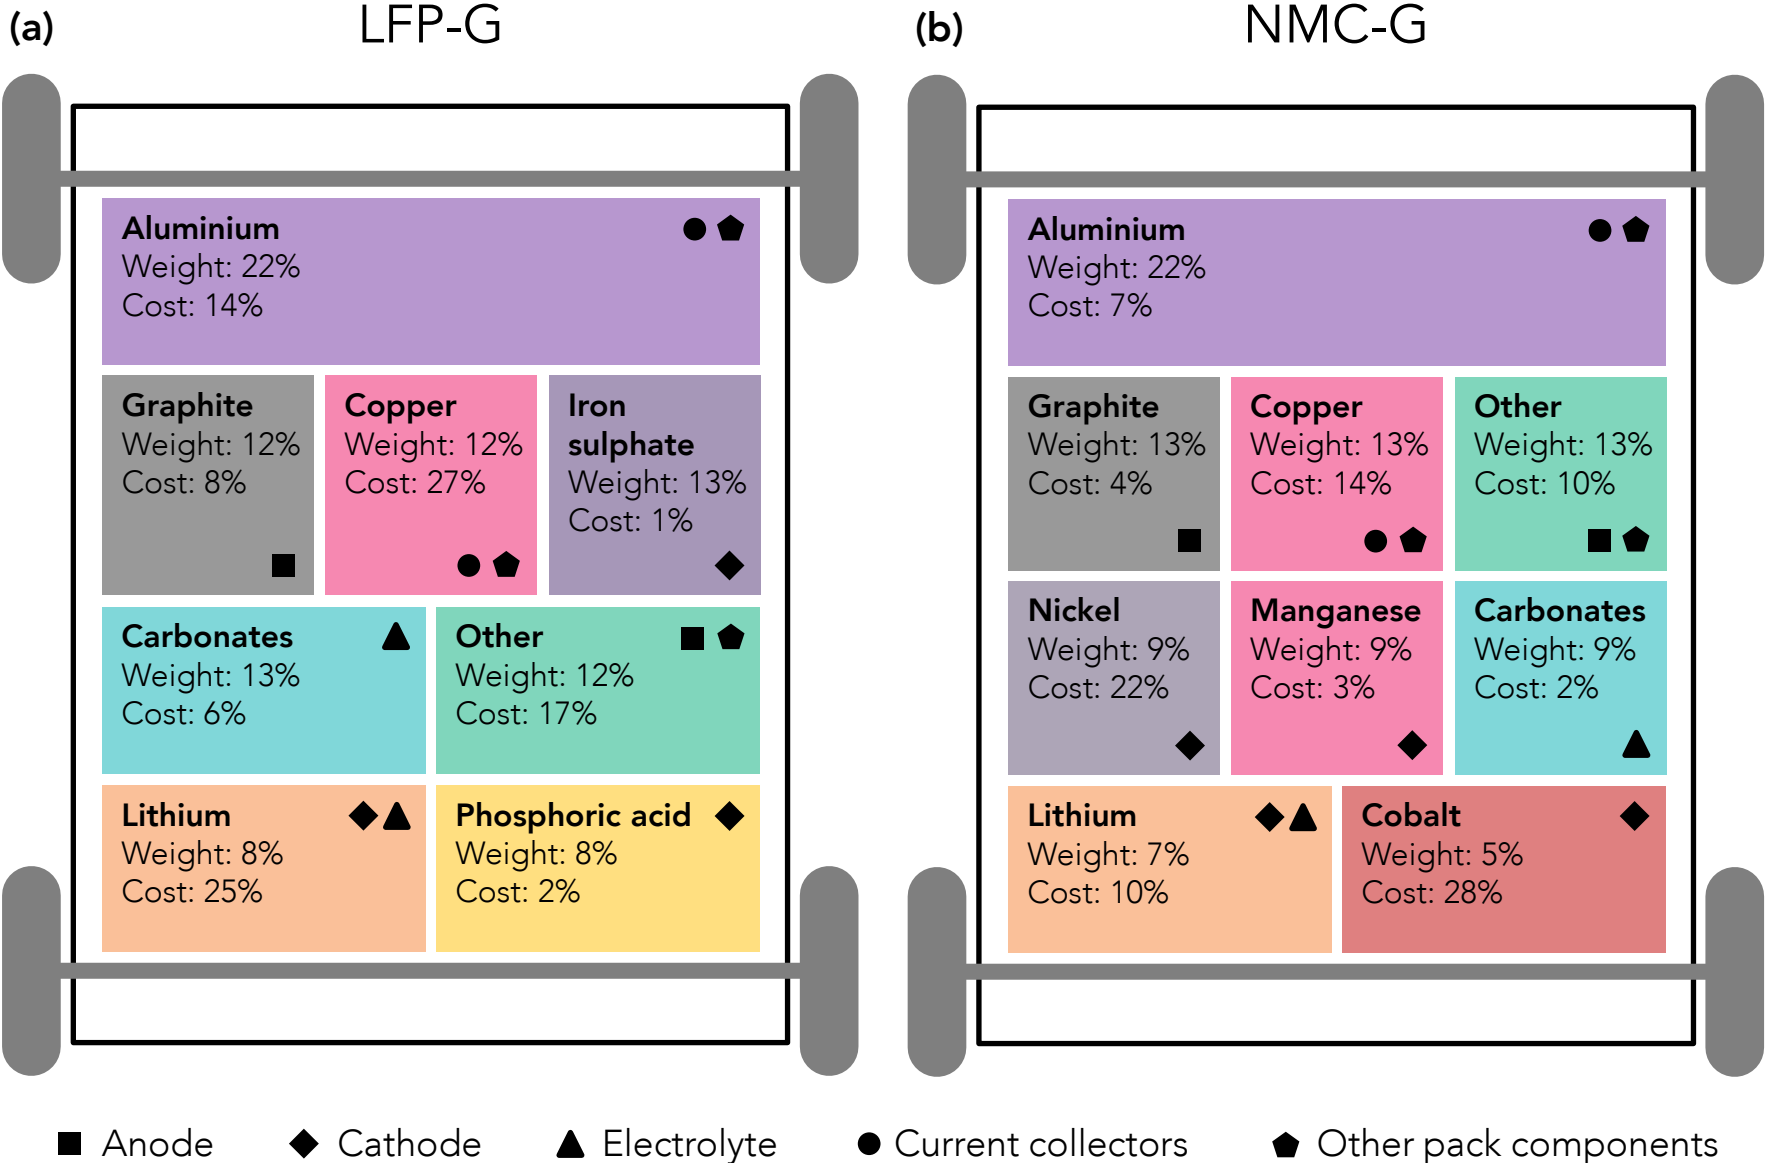 (a) LFP-G
Aluminium
Weight: 22%
Cost: 14%
Graphite
Weight: 12%
Cost: 8%
Copper
Weight: 12%
Cost: 27%
Iron
sulphate
Weight: 13%
Cost: 1%
Carbonates
Weight: 13%
Cost: 6%
Other
Weight: 12%
Cost: 17%
Lithium
Weight: 8%
Cost: 25%
Phosphoric acid
Weight: 8%
Cost: 2%
(b) NMC-G
Aluminium
Weight: 22%
Cost: 7%
Graphite
Weight: 13%
Cost: 4%
Copper
Weight: 13%
Cost: 14%
Other
Weight: 13%
Cost: 10%
Nickel
Weight: 9%
Cost: 22%
Manganese
Weight: 9%
Cost: 3%
Carbonates
Weight: 9%
Cost: 2%
Lithium
Weight: 7%
Cost: 10%
Cobalt
Weight: 5%
Cost: 28%
Anode
Cathode
Electrolyte
Current collectors
Other pack components